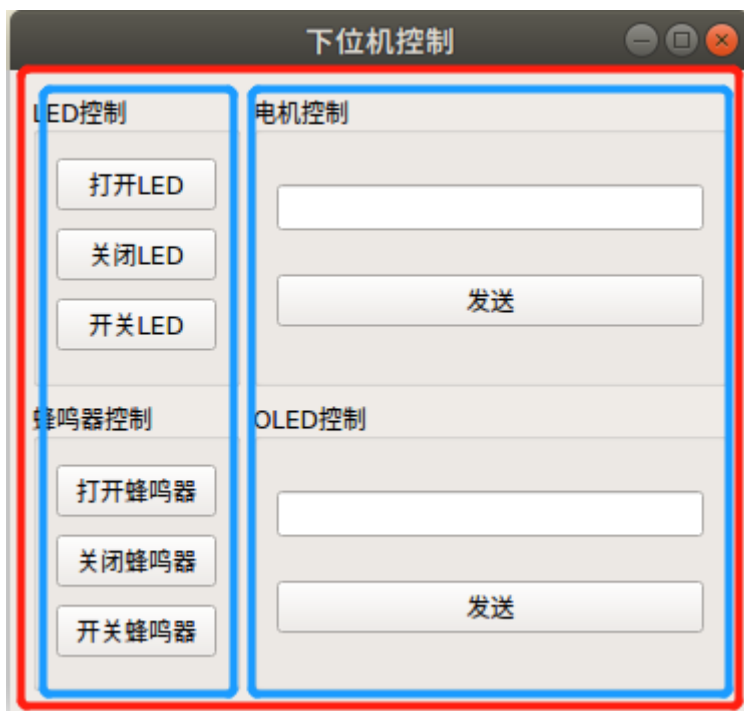 下位机控制
LED控制
打开LED
关闭LED
开关LED
蜂鸣器控制
打开蜂鸣器
关闭蜂鸣器
开关蜂鸣器
电机控制
发送
OLED控制
发送